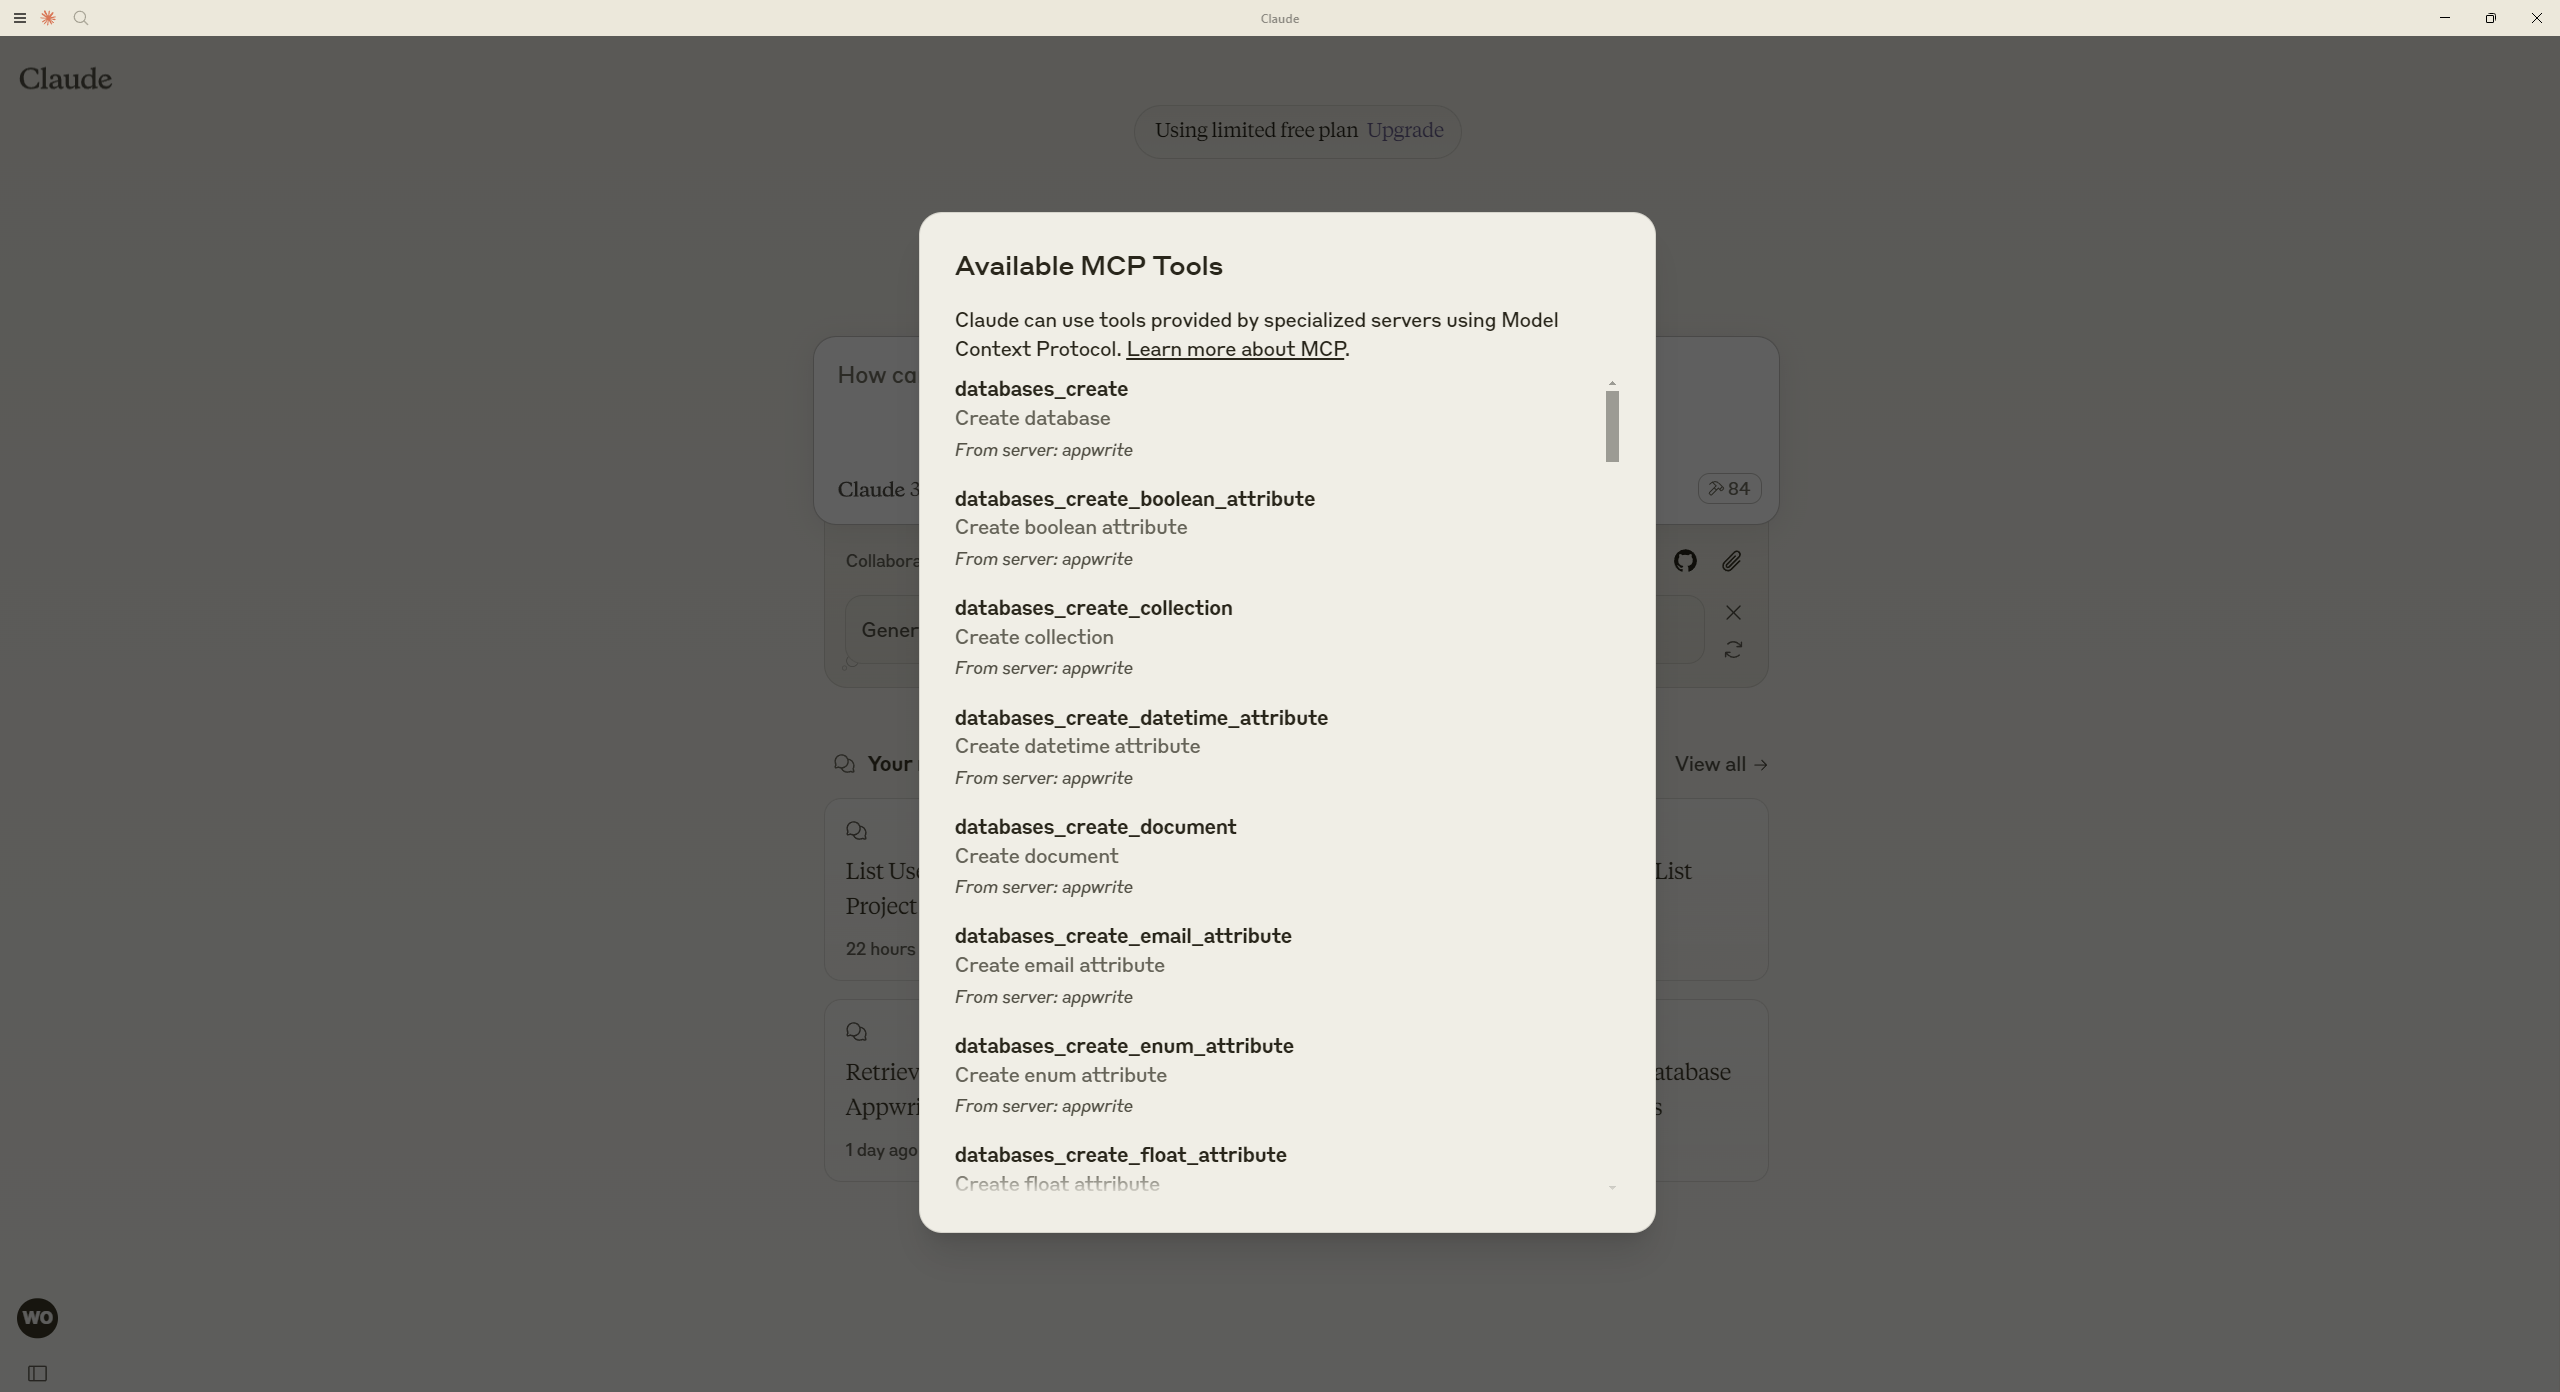 Claude
Claude
Using limited free plan Upgrade
Available MCP Tools
Claude can use tools provided by specialized servers using Model
Context Protocol. Learn more about MCP.
How ca
databases_create
Create database
From server: appwrite
Claude 3
84
databases_create_boolean_attribute
Create boolean attribute
From server: appwrite
Collabora
databases_create_collection
Create collection
From server: appwrite
Gener
databases_create_datetime_attribute
Create datetime attribute
From server: appwrite
Your
View all →
databases_create_document
Create document
From server: appwrite
List Use
List
Project
22 hours
databases_create_email_attribute
Create email attribute
From server: appwrite
databases_create_enum_attribute
Create enum attribute
From server: appwrite
Retriev
atabase
Appwri
s
1 day ago
databases_create_float_attribute
Create float attribute
WO